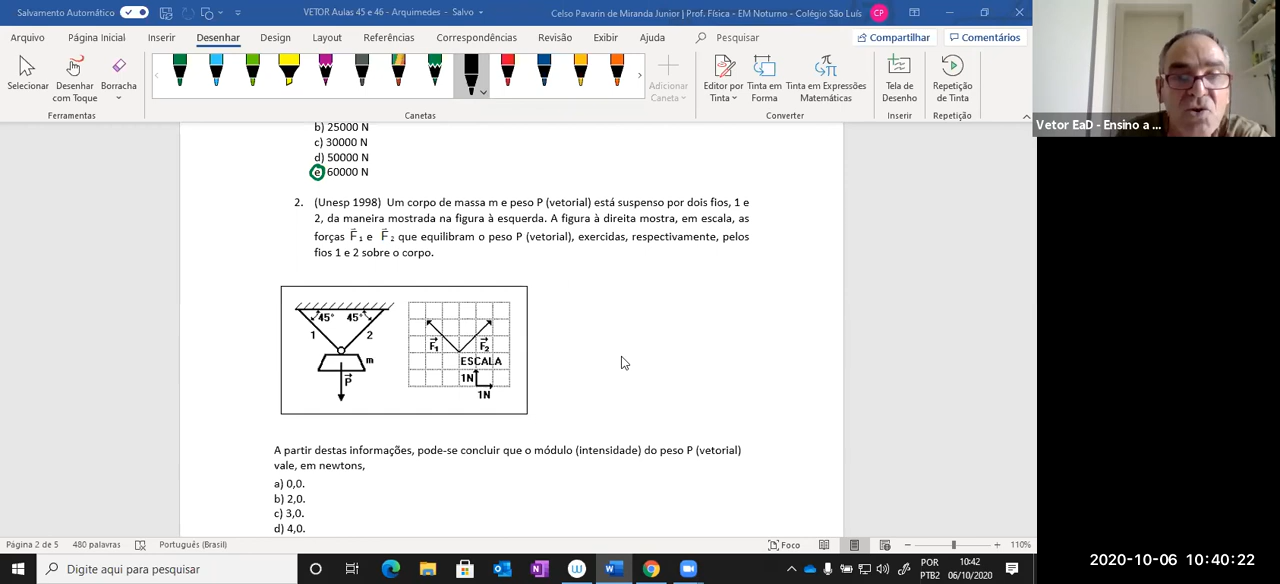 Salvamento Automático
VETOR Aulas 45 e 46 - Arquimedes - Salvo
Celso Pavarin de Miranda Junior | Prof. Física - EM Noturno - Colégio São Luís
CP
Arquivo Página Inicial Inserir Desenhar Design Layout Referências Correspondências Revisão Exibir Ajuda Pesquisar
Compartilhar Comentários
Selecionar Desenhar com Toque Borracha
Adicionar Caneta
Editor por Tinta Tinta em Forma Tinta em Expressões Matemáticas
Tela de Desenho Repetição de Tinta
Ferramentas Canetas Converter Inserir Repetição
Vetor EaD - Ensino a ...
b) 25000 N
c) 30000 N
d) 50000 N
e) 60000 N
2. (Unesp 1998) Um corpo de massa m e peso P (vetorial) está suspenso por dois fios, 1 e
2, da maneira mostrada na figura à esquerda. A figura à direita mostra, em escala, as
forças F⃗ 1 e F⃗ 2 que equilibram o peso P (vetorial), exercidas, respectivamente, pelos
fios 1 e 2 sobre o corpo.
45° 45°
1 2
m
P⃗
F⃗1 F⃗2
ESCALA
1N
1N
A partir destas informações, pode-se concluir que o módulo (intensidade) do peso P (vetorial)
vale, em newtons,
a) 0,0.
b) 2,0.
c) 3,0.
d) 4,0.
Página 2 de 5 480 palavras Português (Brasil) Foco 110%
Digite aqui para pesquisar
POR
PTB2
10:42
06/10/2020
2020-10-06 10:40:22